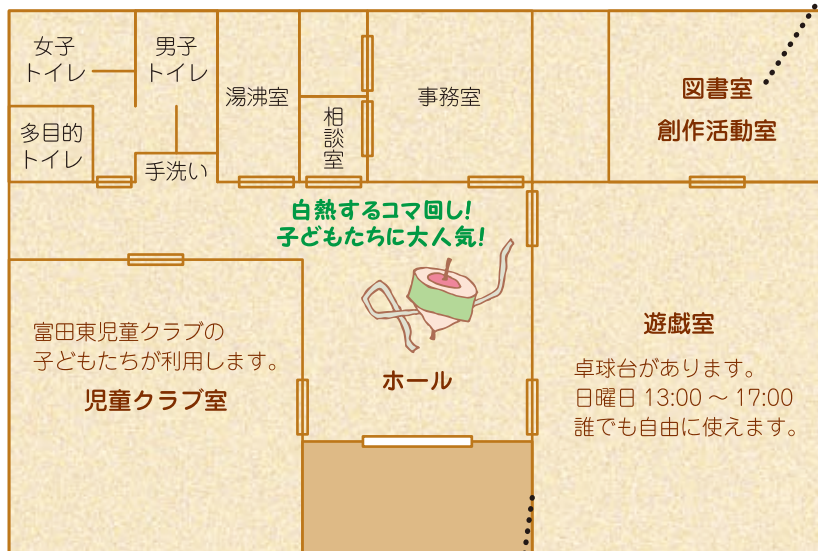 女子
トイレ
男子
トイレ
湯沸室
事務室
図書室
創作活動室
多目的
トイレ
手洗い
相談室
白熱するコマ回し!
子どもたちに大人気!
富田東児童クラブの
子どもたちが利用します。
児童クラブ室
ホール
遊戯室
卓球台があります。
日曜日 13:00 ～ 17:00
誰でも自由に使えます。